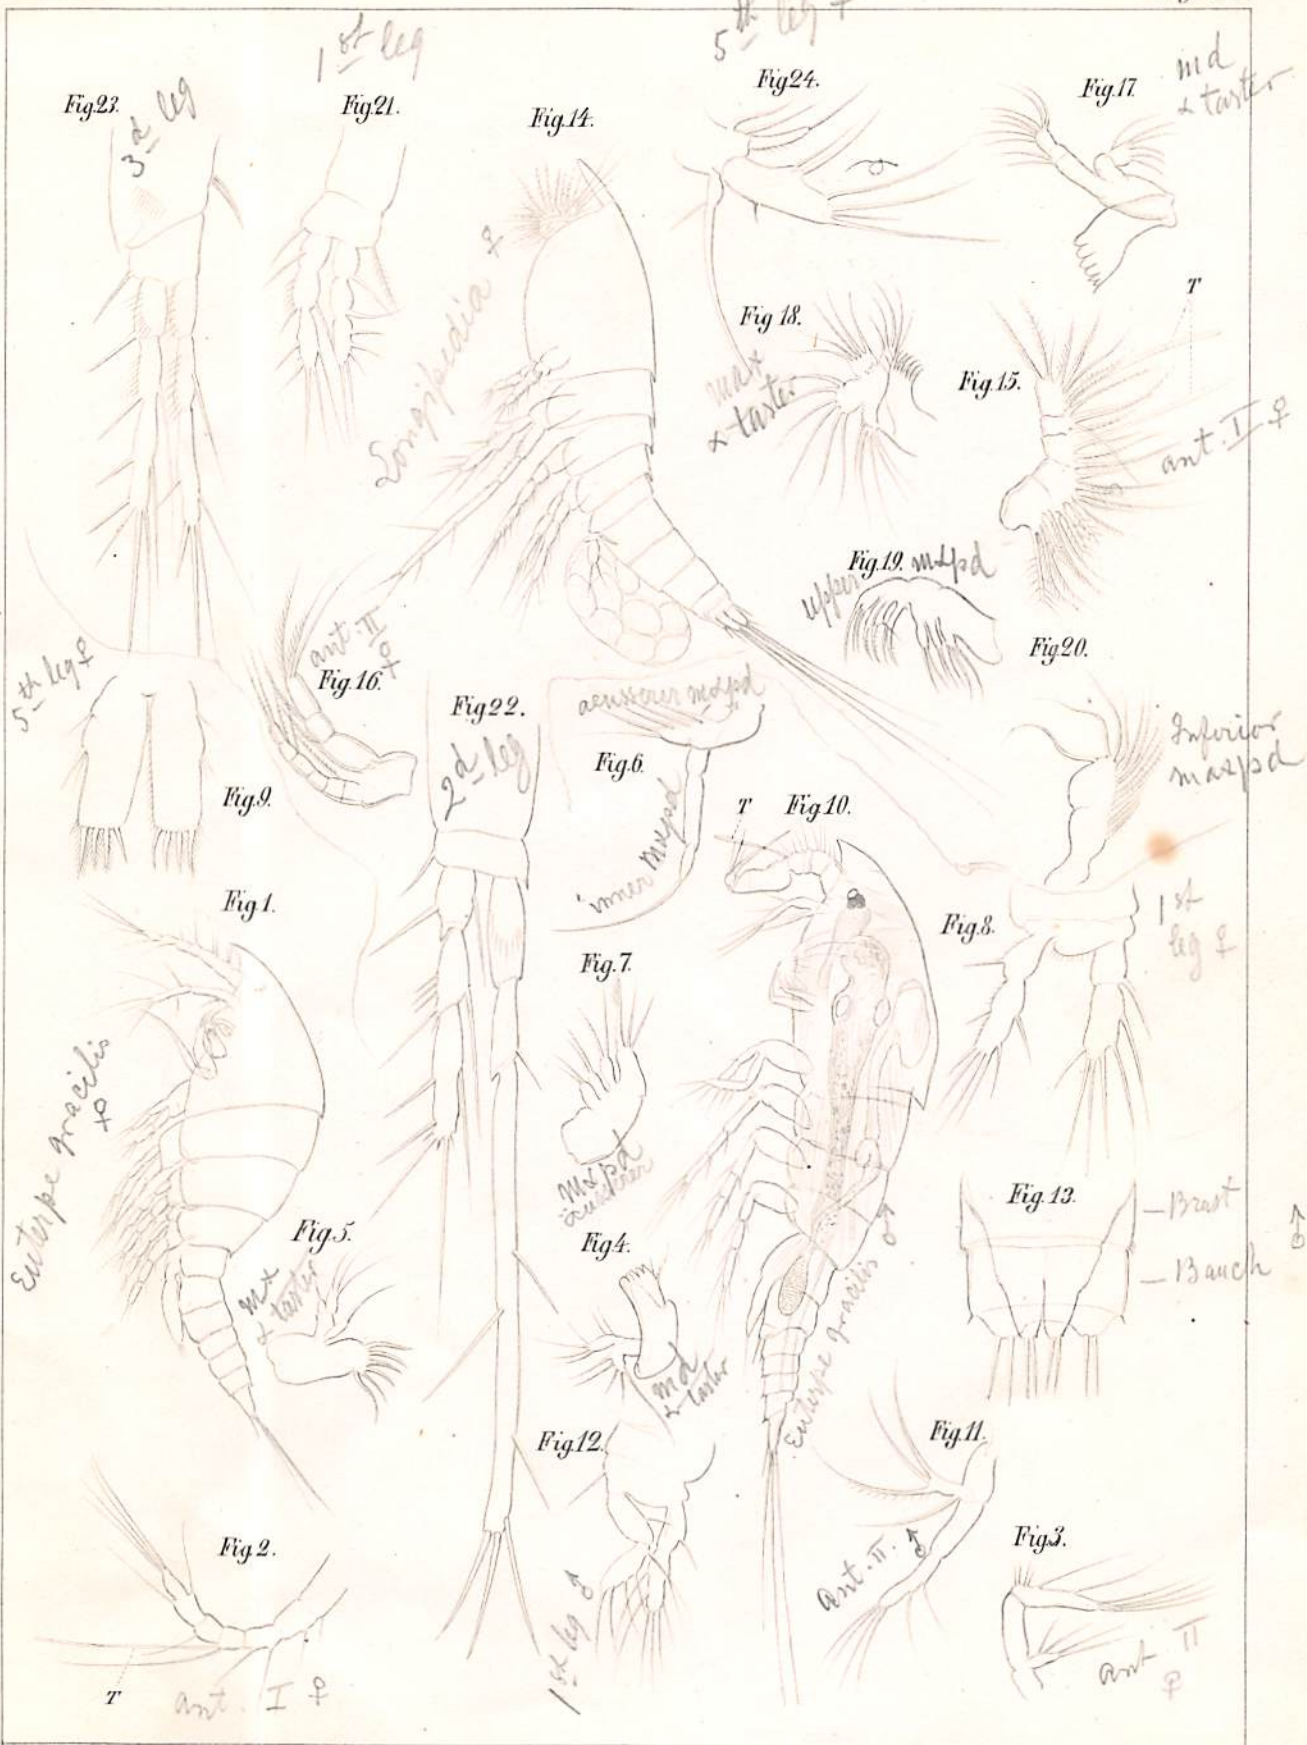 1st leg
5th leg ♀
Fig.23.
3d leg
Fig.21.
Fig.14.
Fig.24.
Fig.17.
md
& taster
Longipedia ♀
Fig 18.
max
& taster
T
Fig.15.
ant. I ♀
Fig.19. mxpd
upper
Fig.20.
Inferior
maxpd
5th leg ♀
ant. II ♀
Fig.16.
Fig 22.
2d leg
aeusserer mxpd
Fig.6.
inner mxpd
T
Fig.10.
Fig.9.
Fig.1.
Fig.8.
1st
leg ♀
Fig.7.
mxpd
äusserer
Euterpe gracilis
♀
Fig.5.
mx
& taster
Fig.4.
md
& taster
Euterpe gracilis ♂
Fig.13.
Brust
Bauch
♂
Fig.12.
1st leg ♂
Fig.11.
ant. II. ♂
Fig.2.
T
ant. I ♀
Fig.3.
ant II
♀